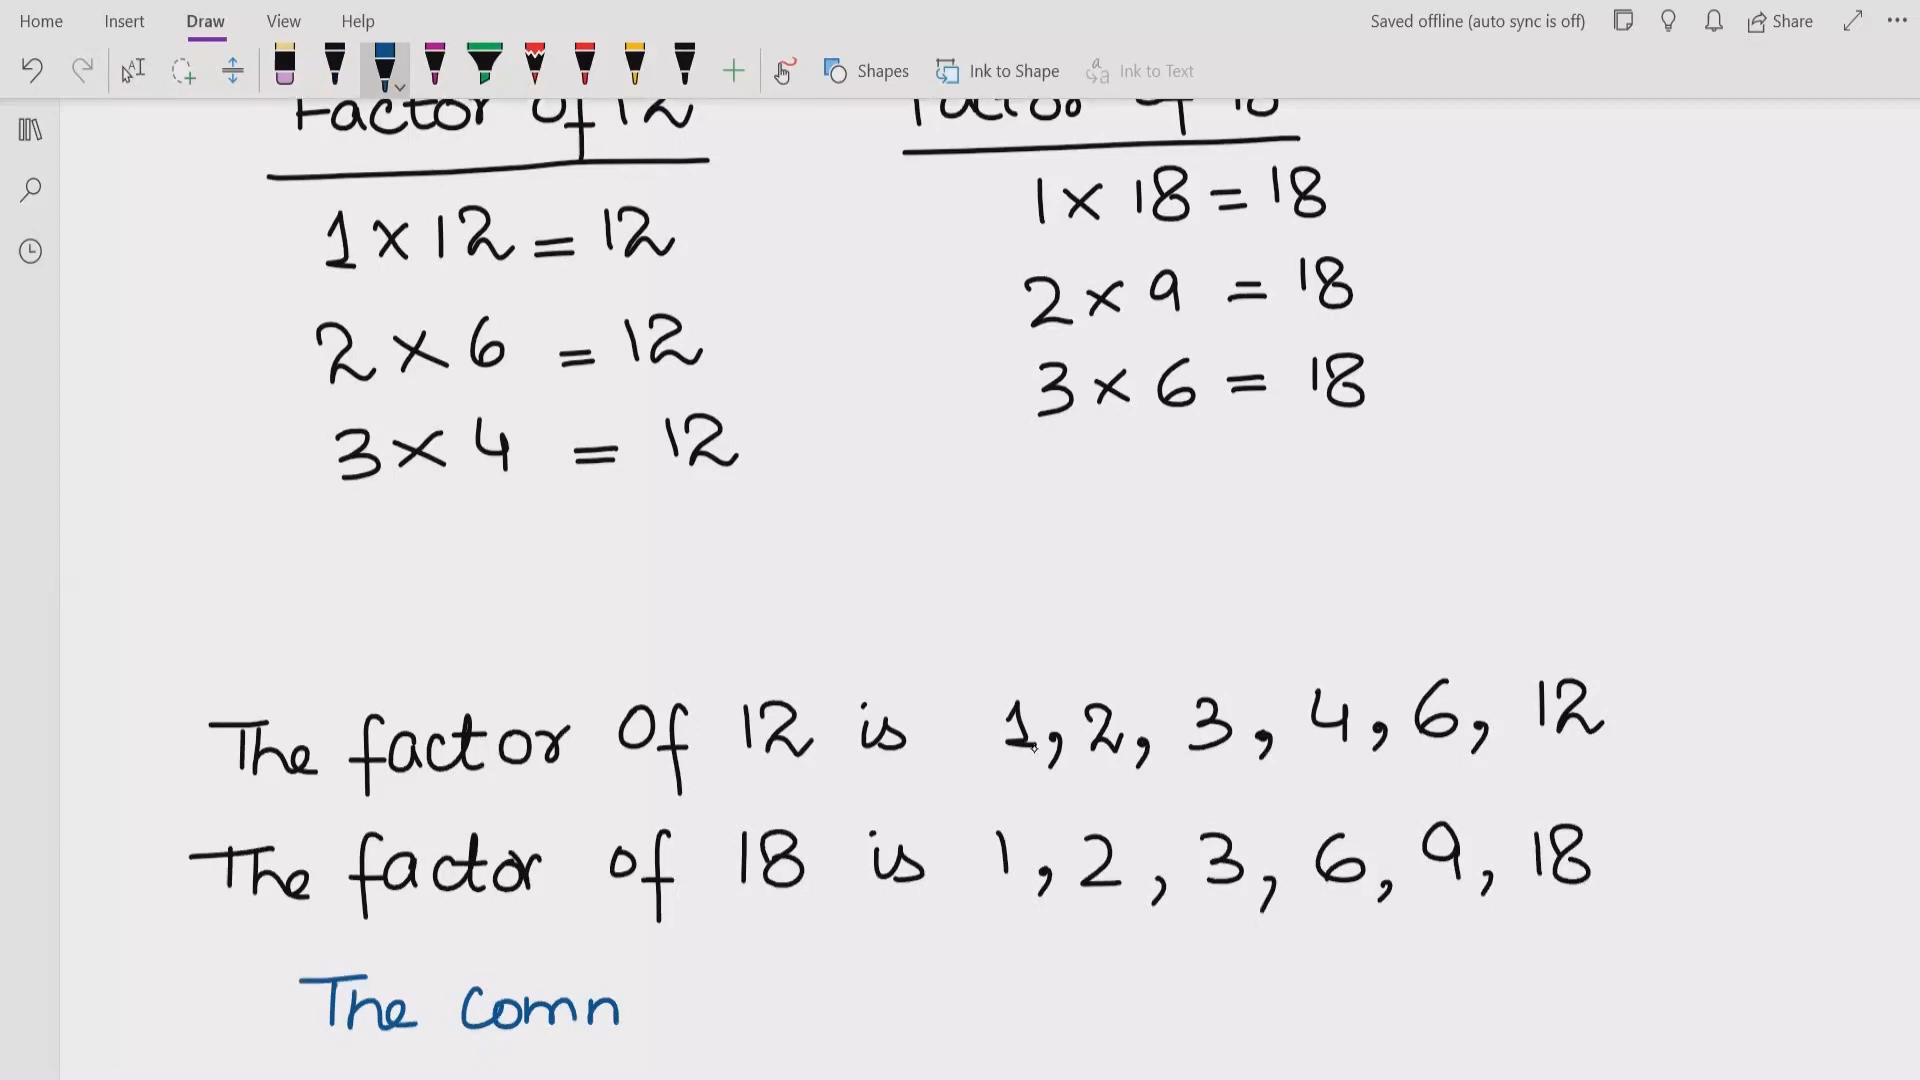 Home Insert Draw View Help Saved offline (auto sync is off) Share
Shapes Ink to Shape Ink to Text
Factor of 12
1 × 12 = 12
2 × 6 = 12
3 × 4 = 12
1 × 18 = 18
2 × 9 = 18
3 × 6 = 18
The factor Of 12 is 1, 2, 3, 4, 6, 12
The factor of 18 is 1, 2, 3, 6, 9, 18
The comn